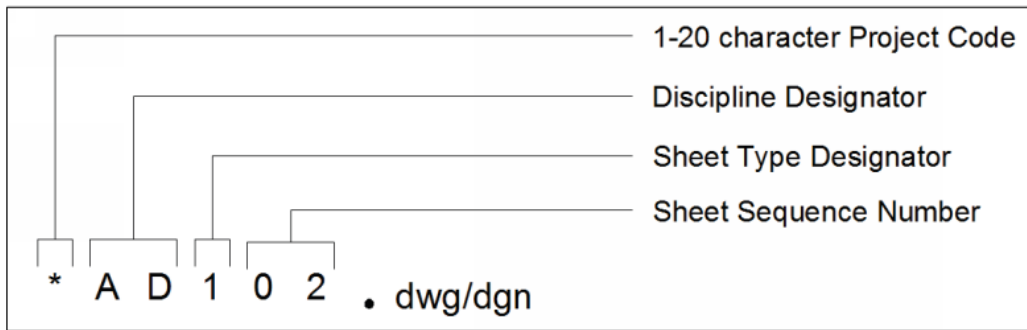 1-20 character Project Code
Discipline Designator
Sheet Type Designator
Sheet Sequence Number
* A D 1 0 2 . dwg/dgn